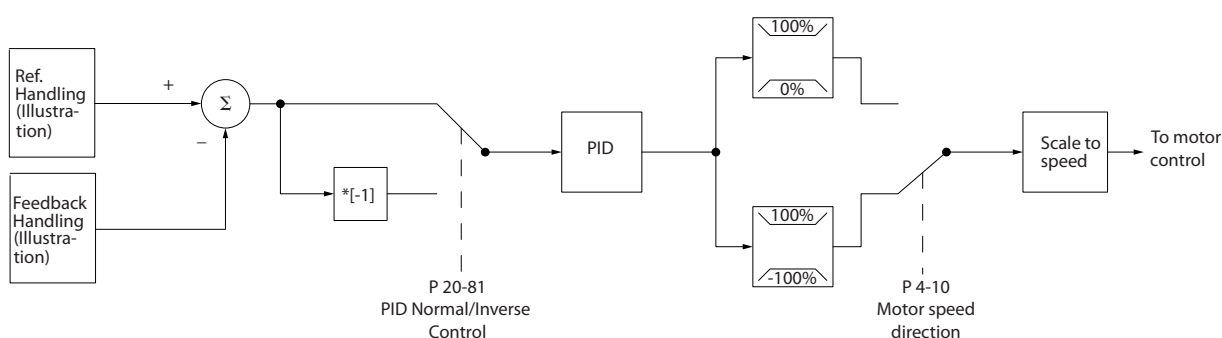 Ref.
Handling
(Illustra-
tion)
+
Σ
_
Feedback
Handling
(Illustra-
tion)
*[-1]
P 20-81
PID Normal/Inverse
Control
PID
100%
0%
100%
-100%
P 4-10
Motor speed
direction
Scale to
speed
To motor
control